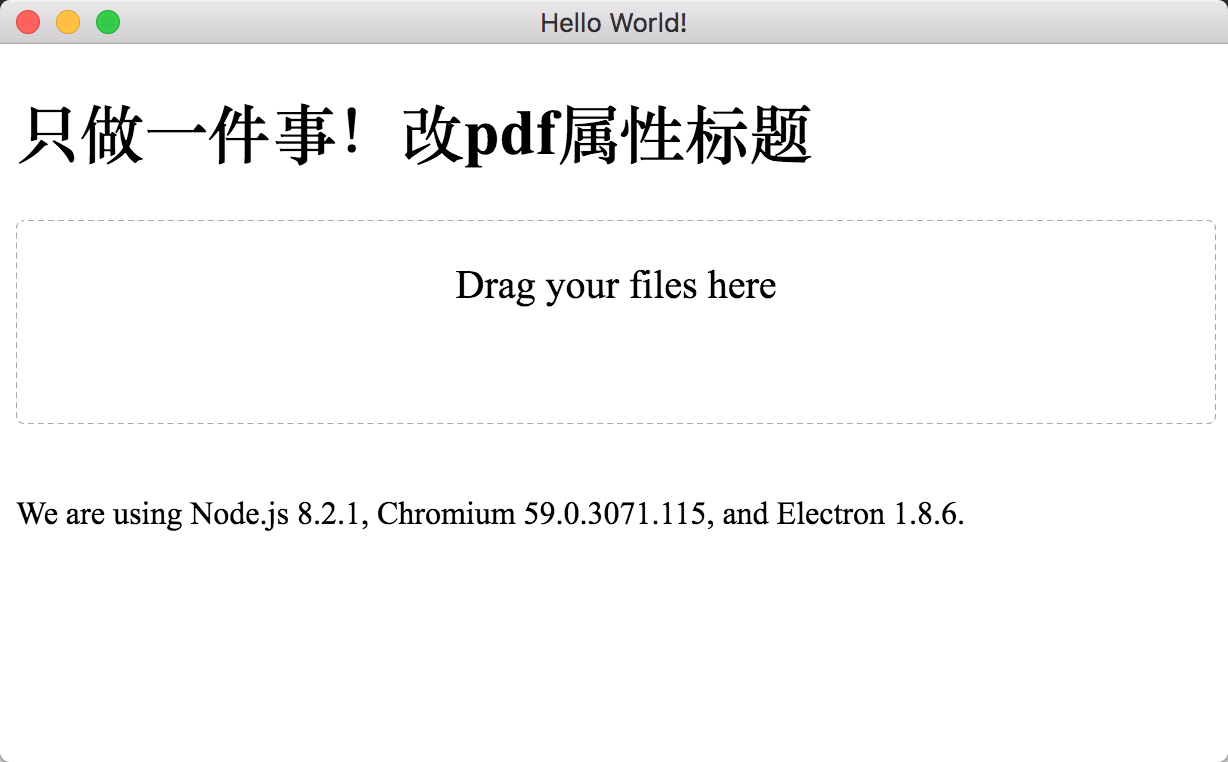 Hello World!
只做一件事！改pdf属性标题
Drag your files here
We are using Node.js 8.2.1, Chromium 59.0.3071.115, and Electron 1.8.6.